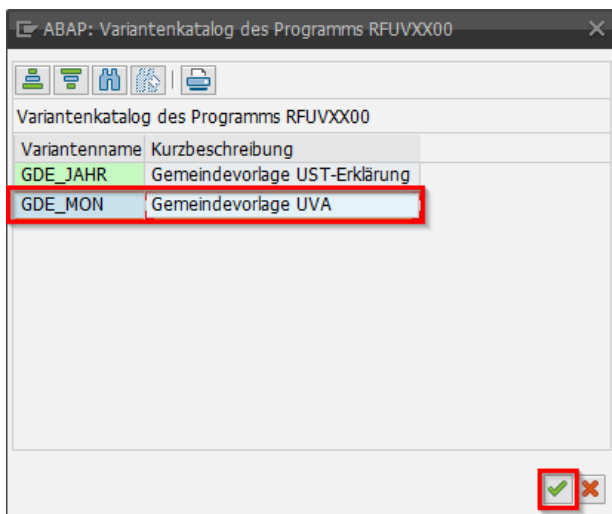 ABAP: Variantenkatalog des Programms RFUVXX00
Variantenkatalog des Programms RFUVXX00
Variantenname Kurzbeschreibung
GDE_JAHR Gemeindevorlage UST-Erklärung
GDE_MON Gemeindevorlage UVA